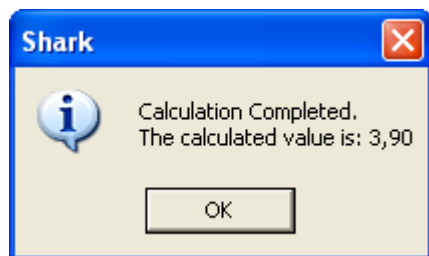 Shark
Calculation Completed.
The calculated value is: 3,90
OK